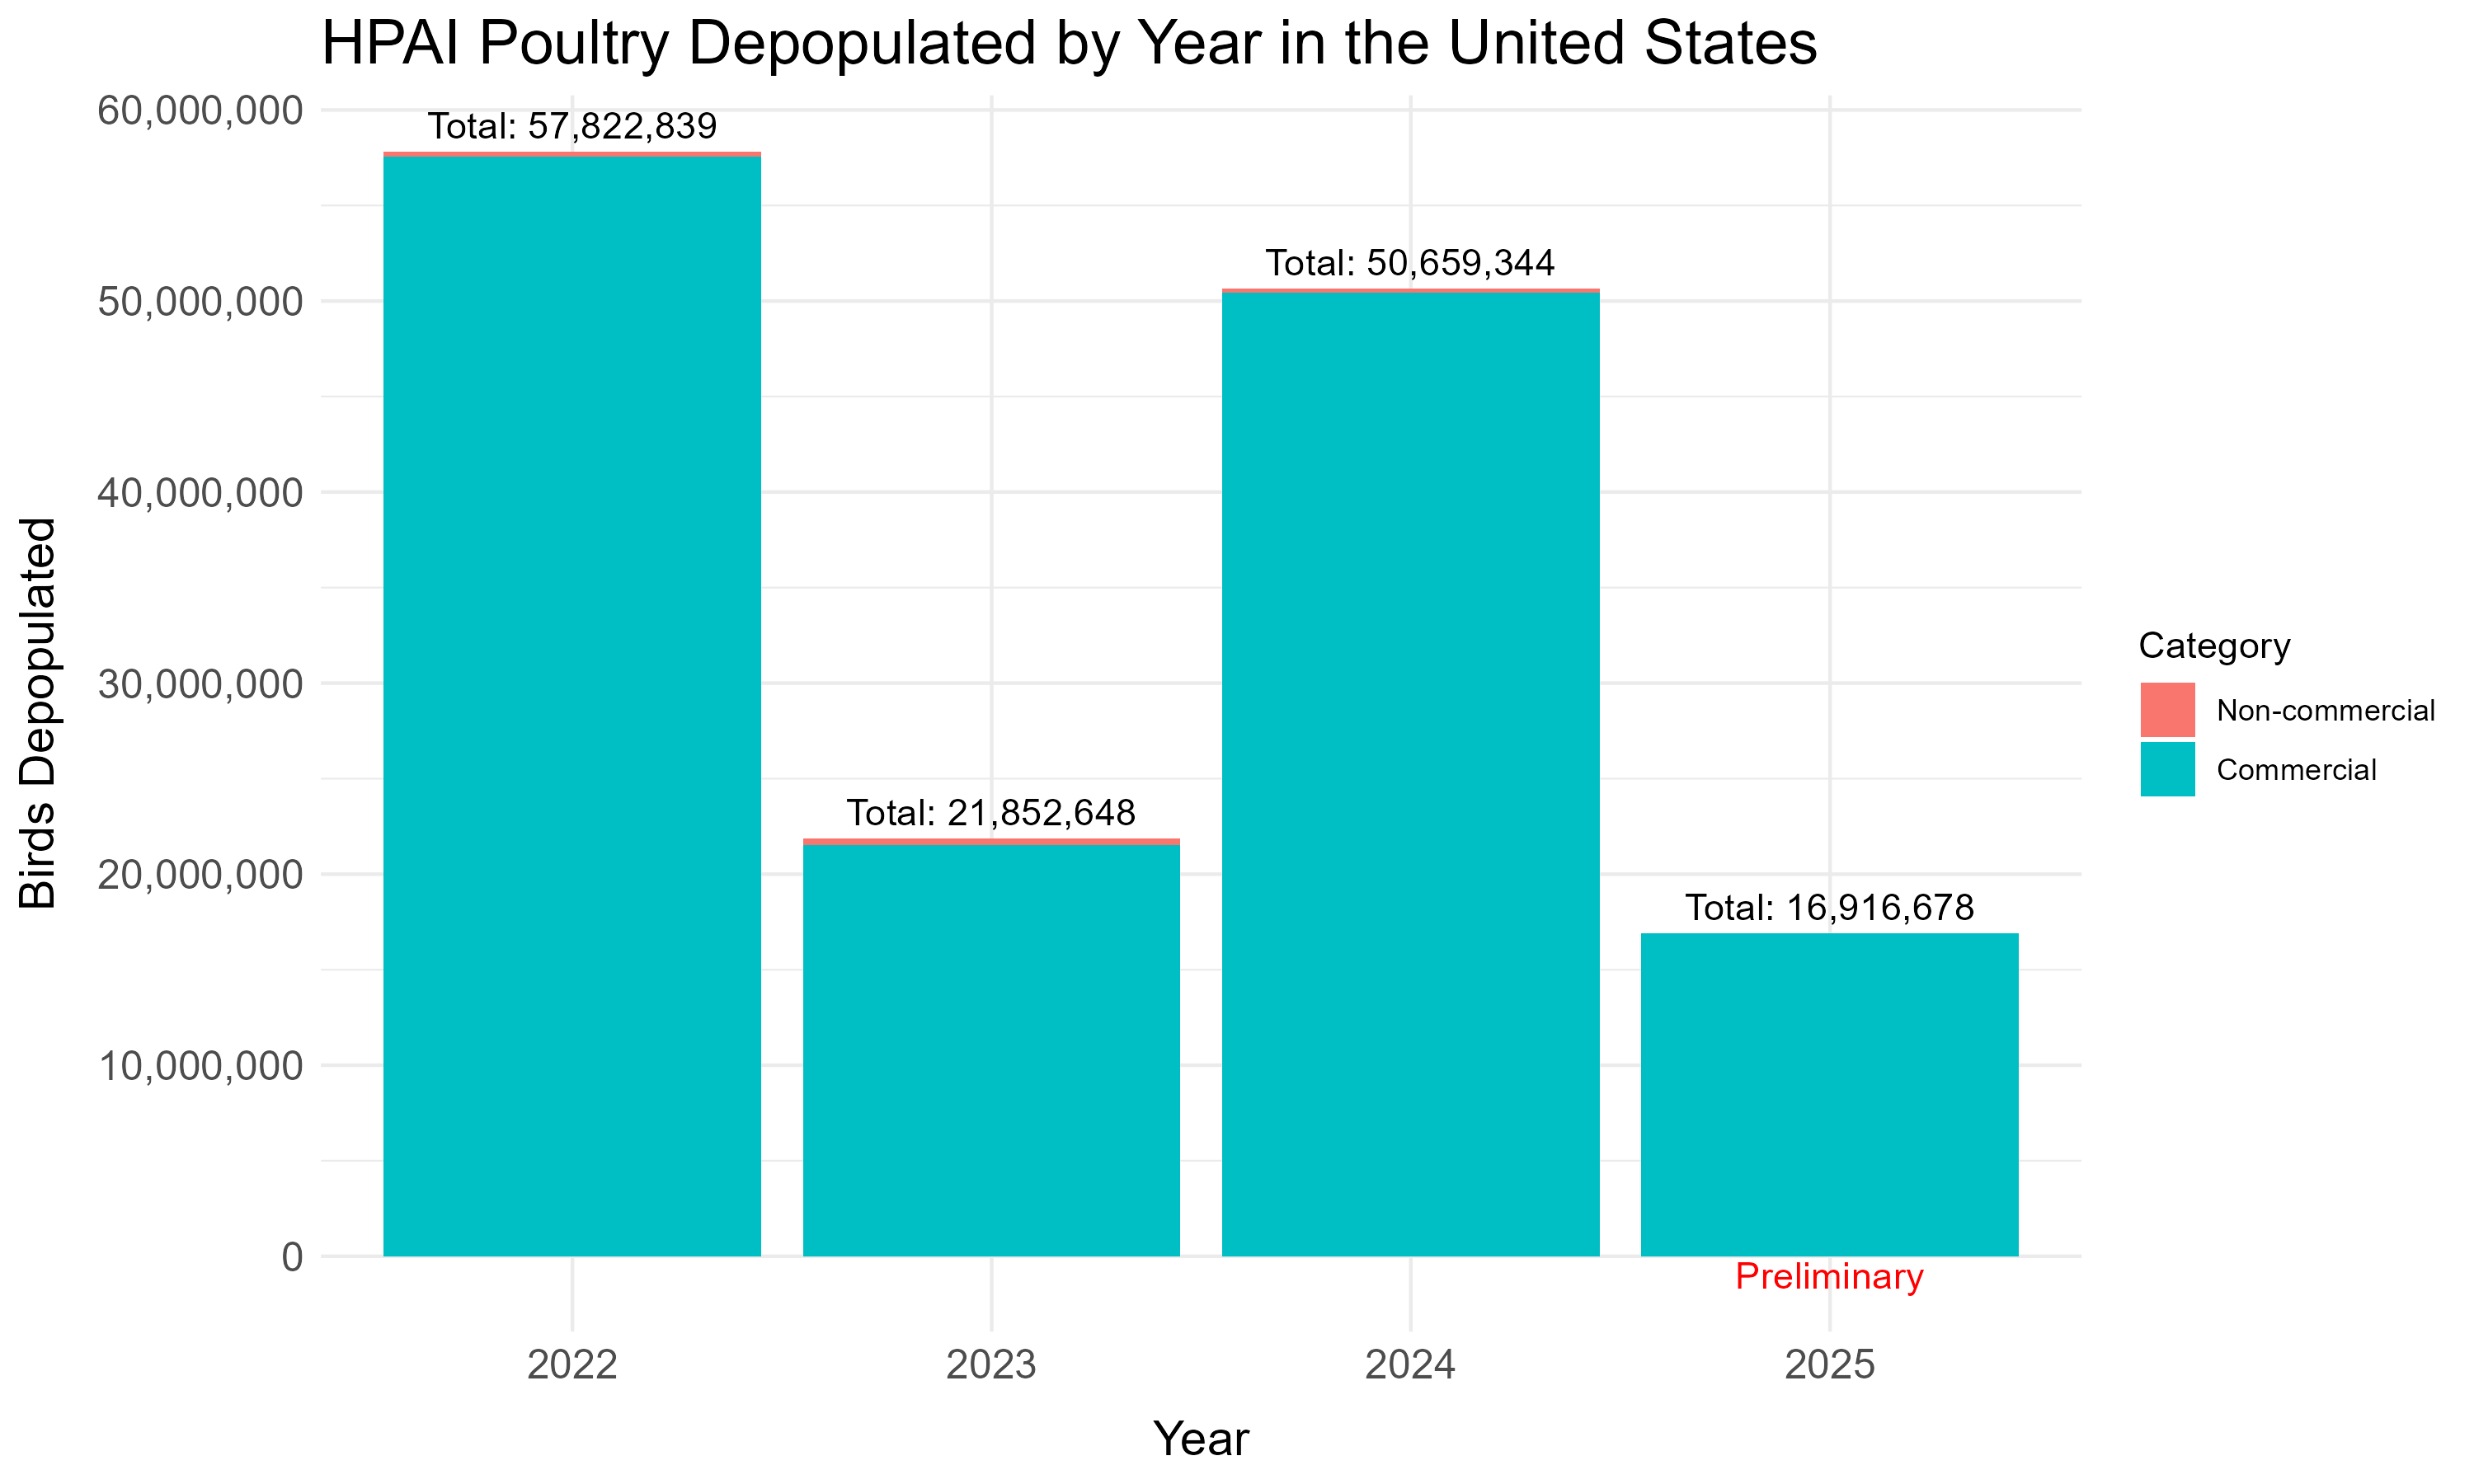 HPAI Poultry Depopulated by Year in the United States
60,000,000
50,000,000
40,000,000
30,000,000
20,000,000
10,000,000
0
Birds Depopulated
Total: 57,822,839
Total: 21,852,648
Total: 50,659,344
Total: 16,916,678
Preliminary
2022
2023
2024
2025
Year
Category
Non-commercial
Commercial